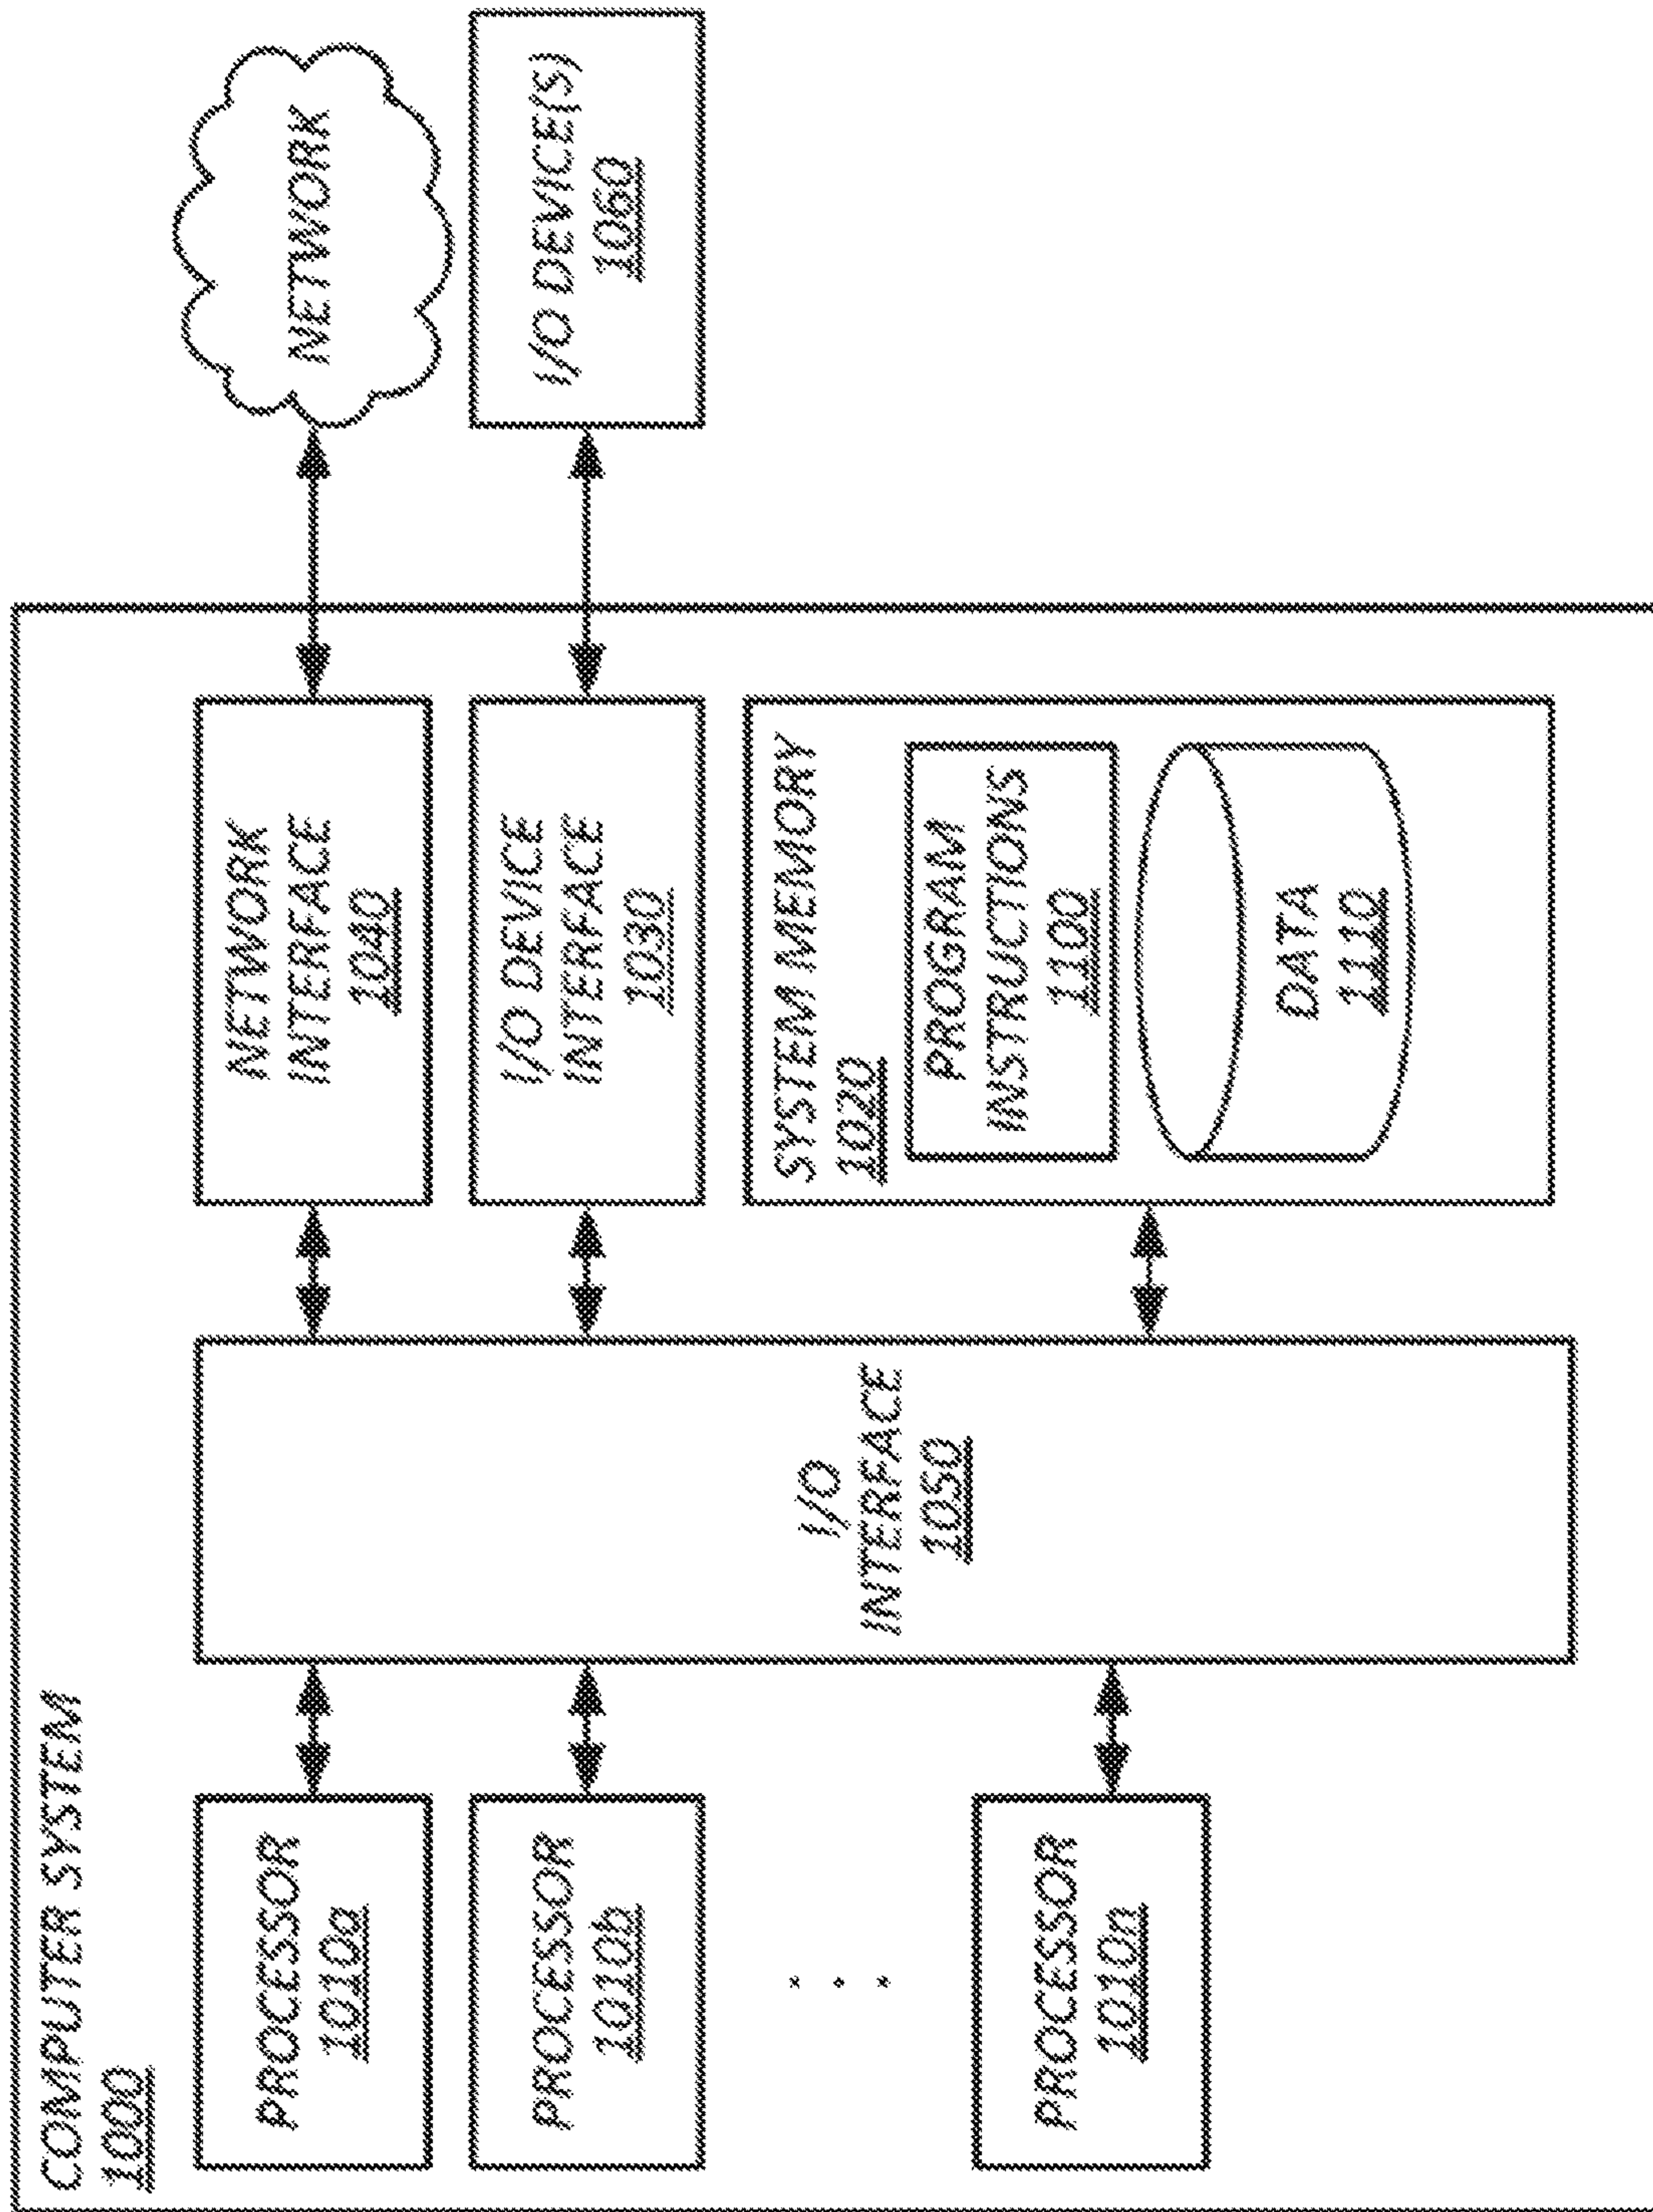 COMPUTER SYSTEM
1000
PROCESSOR
1010a
PROCESSOR
1010b
. . .
PROCESSOR
1010n
I/O
INTERFACE
1050
NETWORK
INTERFACE
1040
I/O DEVICE
INTERFACE
1030
SYSTEM MEMORY
1020
PROGRAM
INSTRUCTIONS
1100
DATA
1110
NETWORK
I/O DEVICE(S)
1060